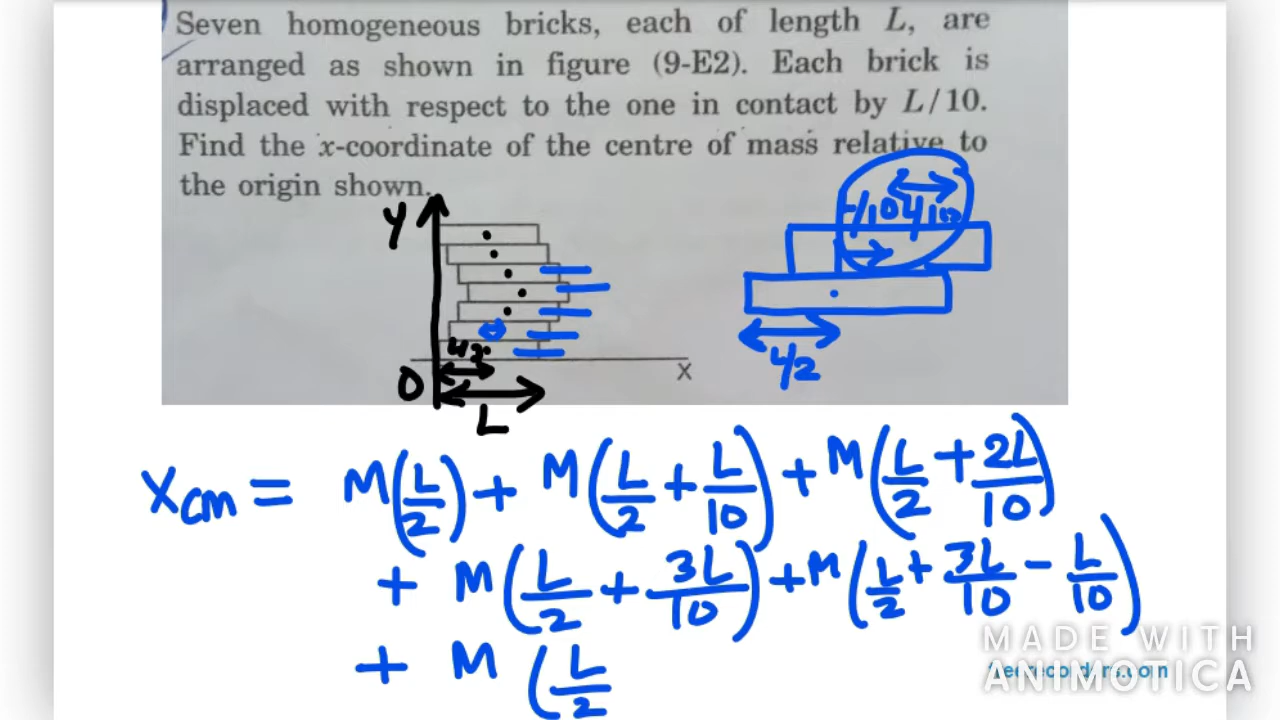 Seven homogeneous bricks, each of length L, are
arranged as shown in figure (9-E2). Each brick is
displaced with respect to the one in contact by L/10.
Find the x-coordinate of the centre of mass relative to
the origin shown.
Y
L/10 L/10
L/2
L/2
O
X
L
Xcm = M(L/2) + M(L/2 + L/10) + M(L/2 + 2L/10)
+ M(L/2 + 3L/10) + M(L/2 + 3L/10 - L/10)
+ M (L/2
MADE WITH
ANIMOTICA